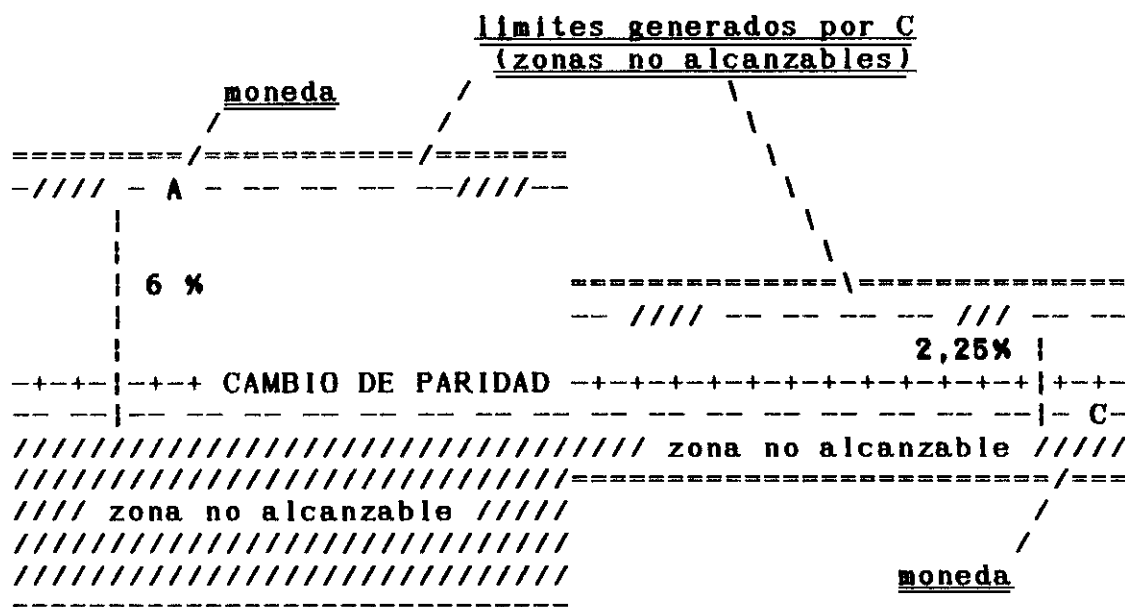 límites generados por C
(zonas no alcanzables)
moneda
A
6 %
2,25%
CAMBIO DE PARIDAD
C
zona no alcanzable
zona no alcanzable
moneda